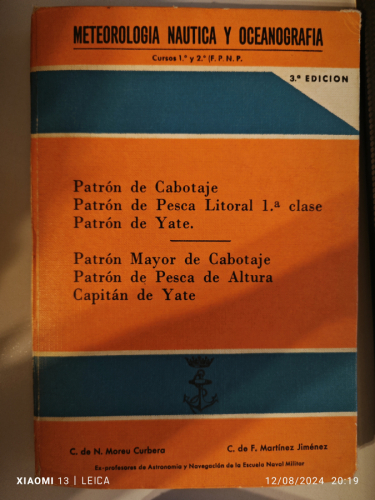 METEOROLOGIA NAUTICA Y OCEANOGRAFIA
Cursos 1.º y 2.º (F. P. N. P.
3.ª EDICION
Patrón de Cabotaje
Patrón de Pesca Litoral 1.ª clase
Patrón de Yate.
Patrón Mayor de Cabotaje
Patrón de Pesca de Altura
Capitán de Yate
C. de N. Moreu Curbera
C. de F. Martínez Jiménez
Ex-profesores de Astronomía y Navegación de la Escuela Naval Militar
XIAOMI 13 | LEICA
12/08/2024 20:19